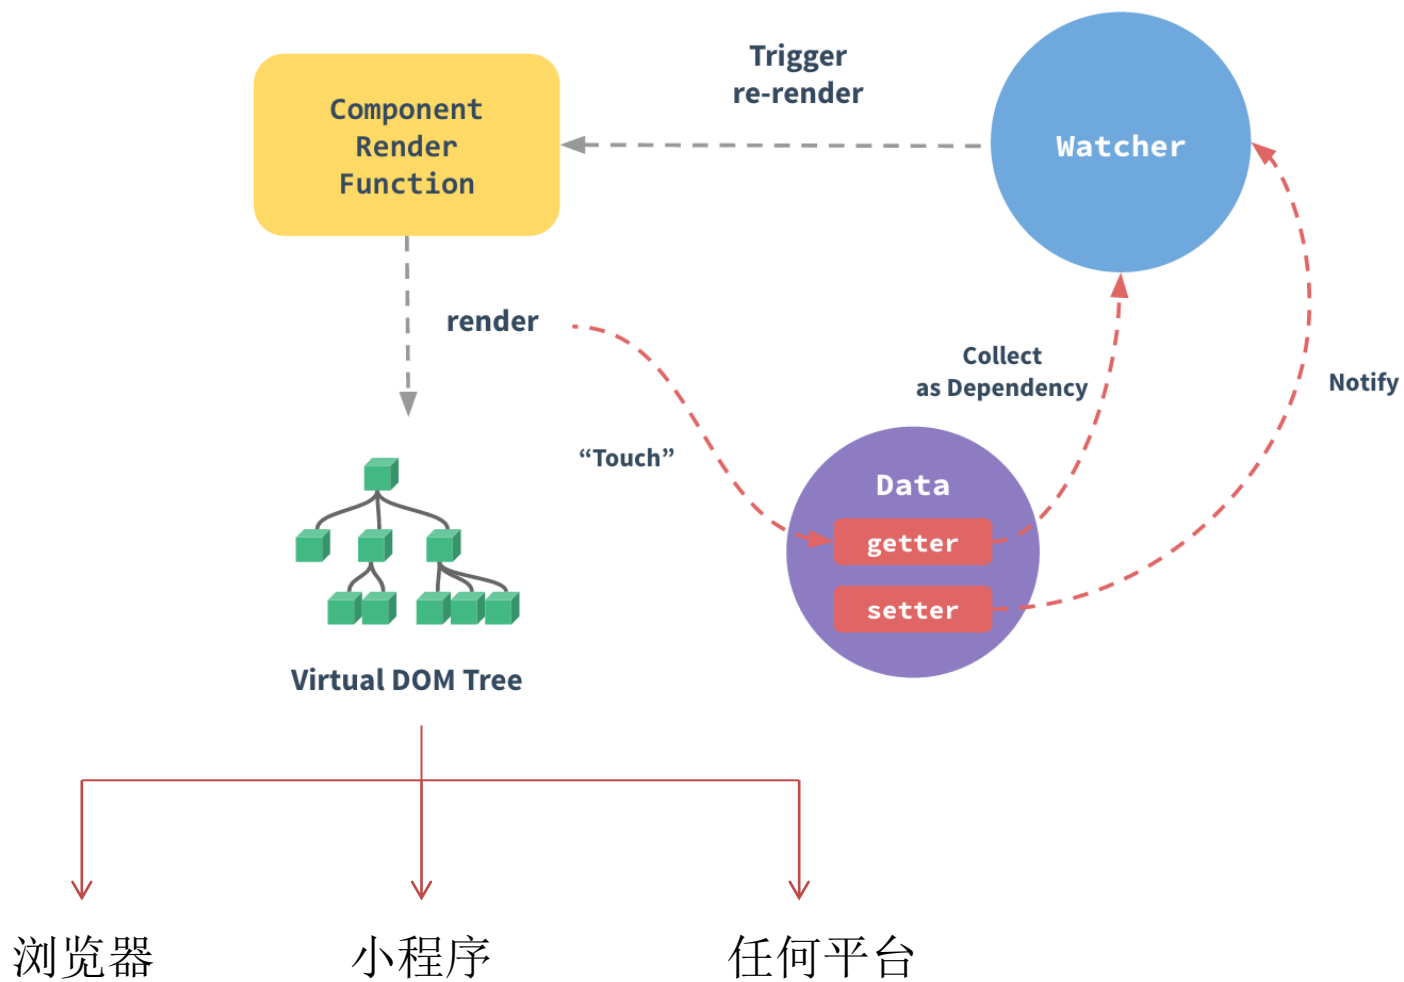 Trigger
re-render
Component
Render
Function
Watcher
render
Collect
as Dependency
Notify
“Touch”
Data
getter
setter
Virtual DOM Tree
浏览器
小程序
任何平台